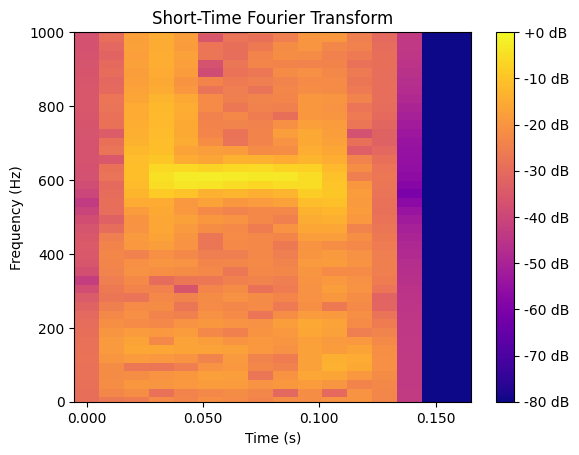 Short-Time Fourier Transform
1000
800
600
400
200
0
Frequency (Hz)
0.000
0.050
0.100
0.150
Time (s)
+0 dB
-10 dB
-20 dB
-30 dB
-40 dB
-50 dB
-60 dB
-70 dB
-80 dB